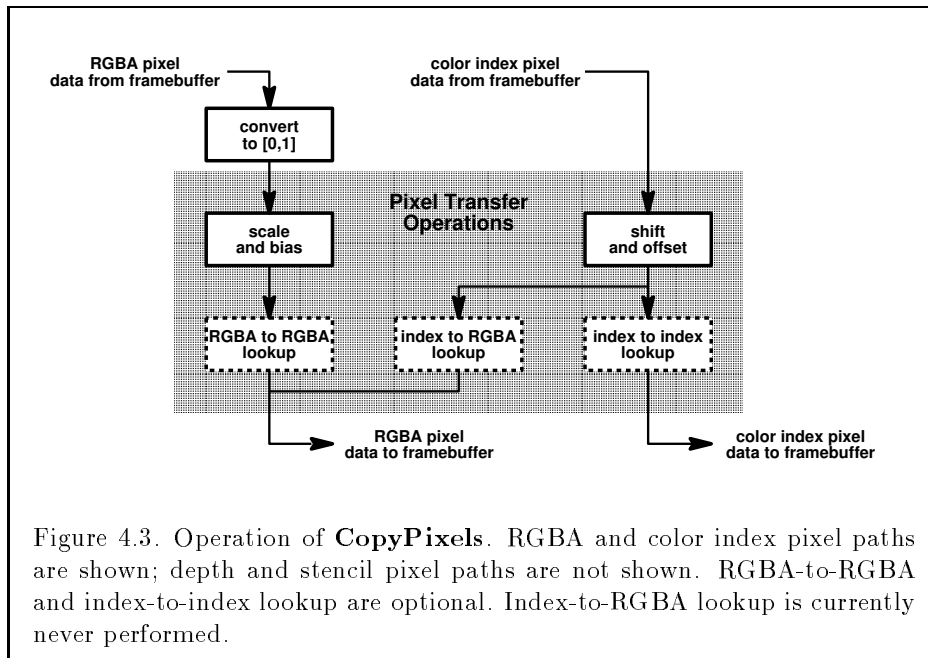 RGBA pixel
data from framebuffer
color index pixel
data from framebuffer
convert
to [0,1]
Pixel Transfer
Operations
scale
and bias
shift
and offset
RGBA to RGBA
lookup
index to RGBA
lookup
index to index
lookup
RGBA pixel
data to framebuffer
color index pixel
data to framebuffer
Figure 4.3. Operation of CopyPixels. RGBA and color index pixel paths
are shown; depth and stencil pixel paths are not shown. RGBA-to-RGBA
and index-to-index lookup are optional. Index-to-RGBA lookup is currently
never performed.